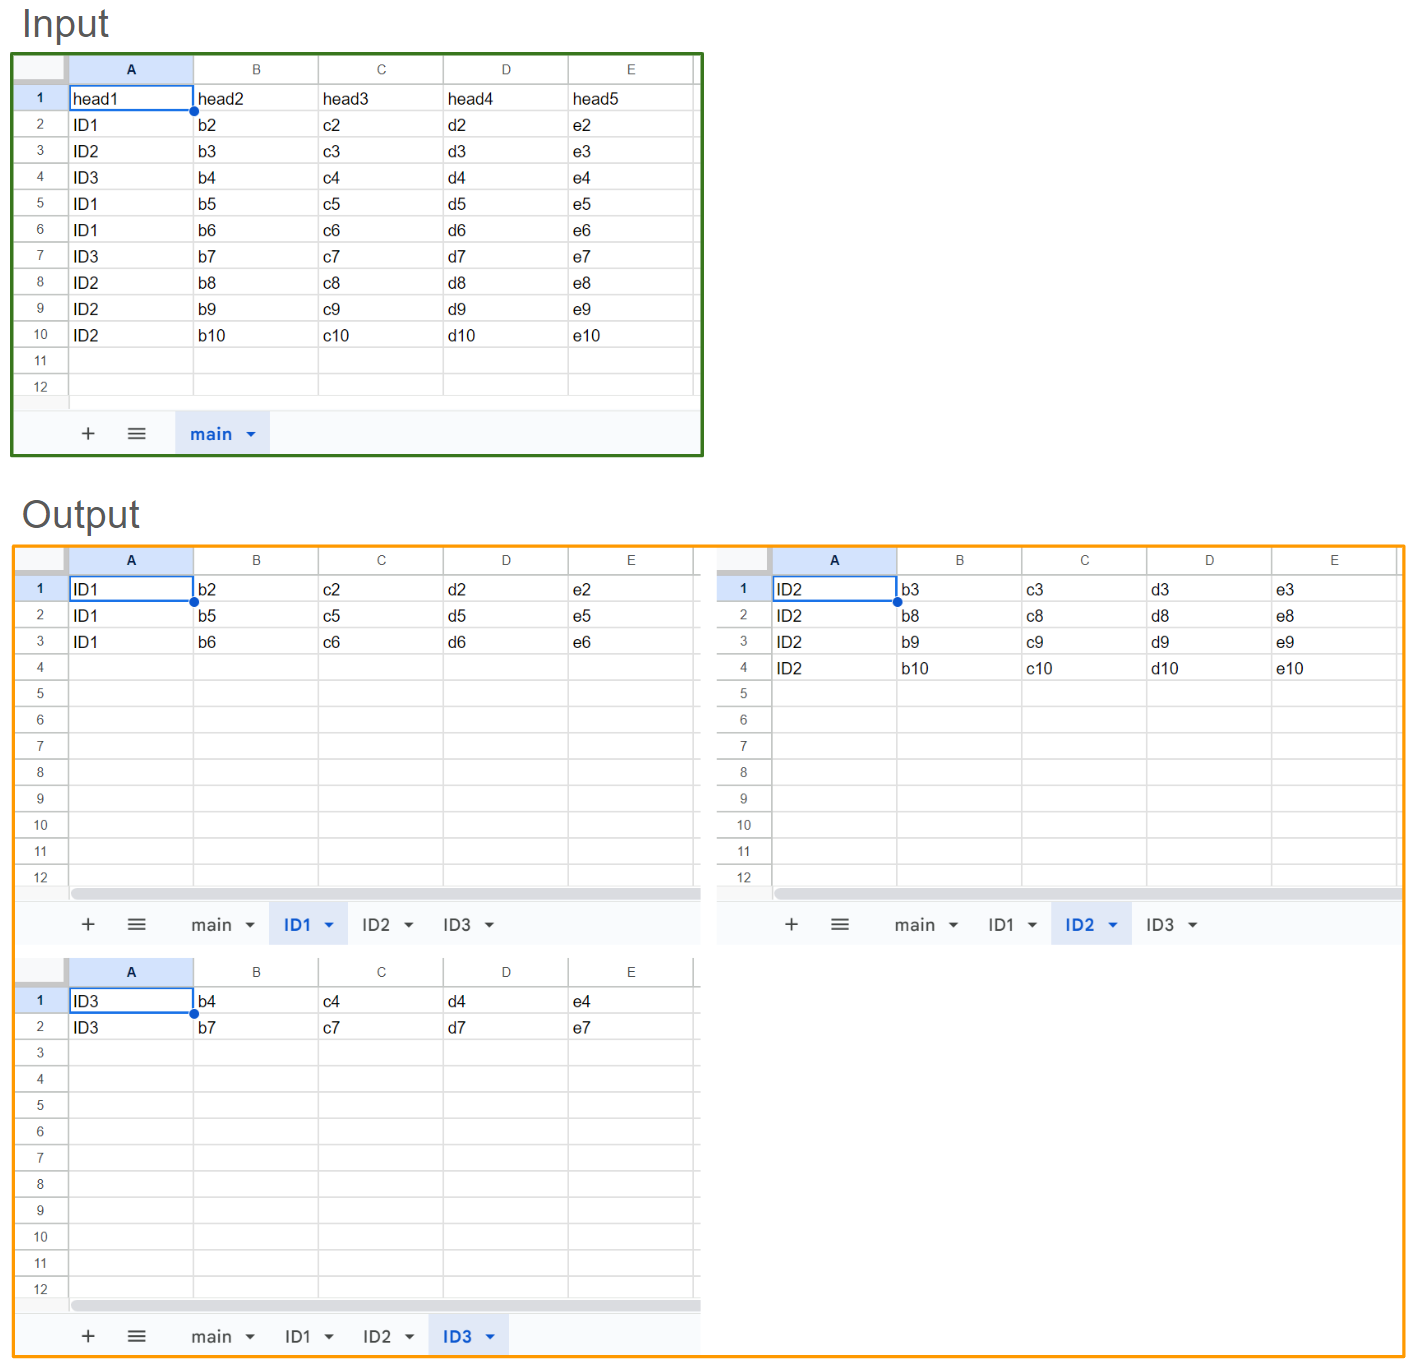 Input
A B C D E
1 head1 head2 head3 head4 head5
2 ID1 b2 c2 d2 e2
3 ID2 b3 c3 d3 e3
4 ID3 b4 c4 d4 e4
5 ID1 b5 c5 d5 e5
6 ID1 b6 c6 d6 e6
7 ID3 b7 c7 d7 e7
8 ID2 b8 c8 d8 e8
9 ID2 b9 c9 d9 e9
10 ID2 b10 c10 d10 e10
11
12
+ main
Output
A B C D E
1 ID1 b2 c2 d2 e2
2 ID1 b5 c5 d5 e5
3 ID1 b6 c6 d6 e6
4
5
6
7
8
9
10
11
12
+ main ID1 ID2 ID3
A B C D E
1 ID2 b3 c3 d3 e3
2 ID2 b8 c8 d8 e8
3 ID2 b9 c9 d9 e9
4 ID2 b10 c10 d10 e10
5
6
7
8
9
10
11
12
+ main ID1 ID2 ID3
A B C D E
1 ID3 b4 c4 d4 e4
2 ID3 b7 c7 d7 e7
3
4
5
6
7
8
9
10
11
12
+ main ID1 ID2 ID3